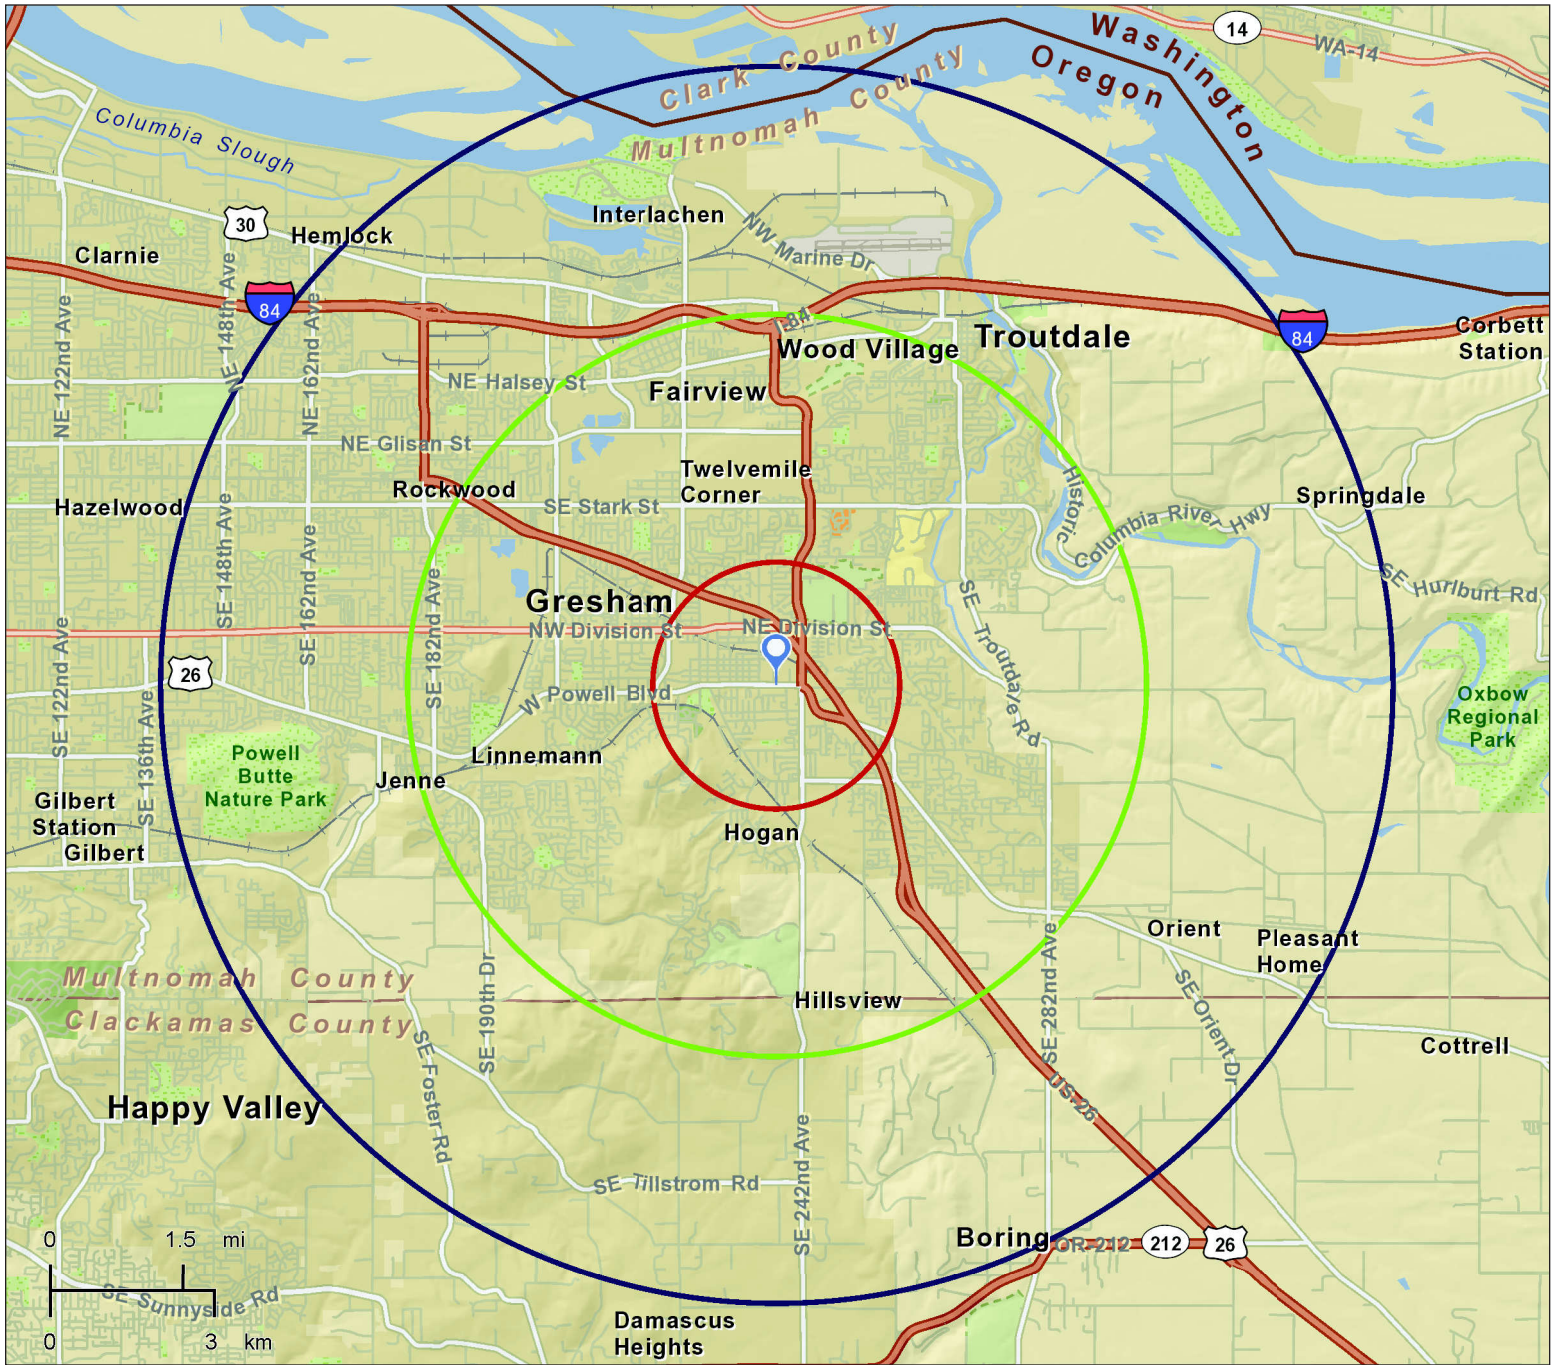 Clark County
Multnomah County
Washington
Oregon
14
WA-14
Columbia Slough
Interlachen
30
Hemlock
NW Marine Dr
Clarnie
84
I-84
84
Corbett
Station
Troutdale
Wood Village
NE 122nd Ave
NE 148th Ave
NE 162nd Ave
NE Halsey St
Fairview
NE Glisan St
Twelvemile
Corner
Rockwood
SE Stark St
Hazelwood
Springdale
Historic
Columbia River Hwy
SE Hurlburt Rd
SE 148th Ave
SE 162nd Ave
SE 182nd Ave
Gresham
NW Division St
NE Division St
SE Troutdale Rd
SE 122nd Ave
26
SE 136th Ave
W Powell Blvd
Oxbow
Regional
Park
Powell
Butte
Nature Park
Linnemann
Jenne
Gilbert
Station
Gilbert
Hogan
Orient
Pleasant
Home
Multnomah County
Clackamas County
SE 190th Dr
Hillsview
SE 282nd Ave
SE Orient Dr
SE Foster Rd
Cottrell
US-26
Happy Valley
SE Tillstrom Rd
SE 242nd Ave
Boring
OR-212
212
26
0 1.5 mi
SE Sunnyside Rd
0 3 km
Damascus
Heights